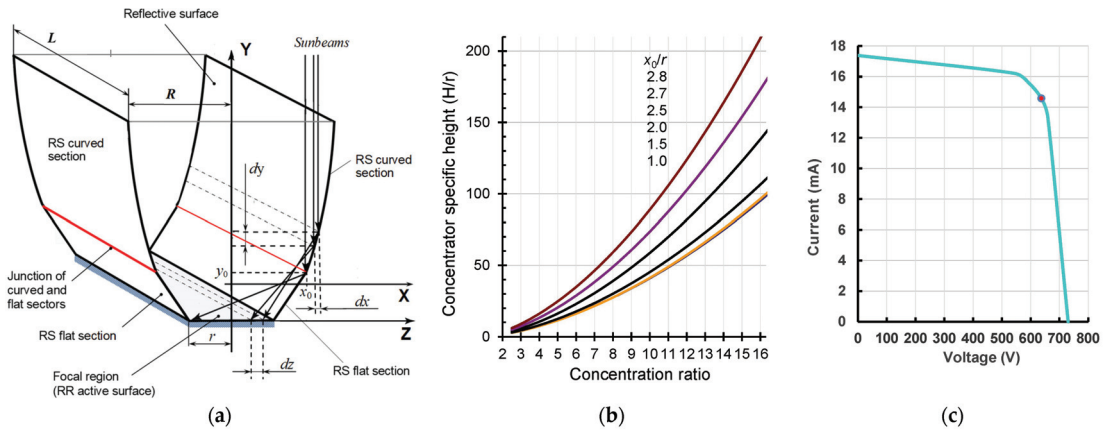 Reflective surface
L
Y
Sunbeams
R
RS curved
section
dy
RS curved
section
y0
x0
X
Junction of
curved and
flat sectors
dx
Z
RS flat section
r
dz
RS flat section
Focal region
(RR active surface)
(a)
Concentrator specific height (H/r)
200
150
100
50
0
x0/r
2.8
2.7
2.5
2.0
1.5
1.0
2 3 4 5 6 7 8 9 10 11 12 13 14 15 16
Concentration ratio
(b)
Currrent (mA)
18
16
14
12
10
8
6
4
2
0
0 100 200 300 400 500 600 700 800
Voltage (V)
(c)